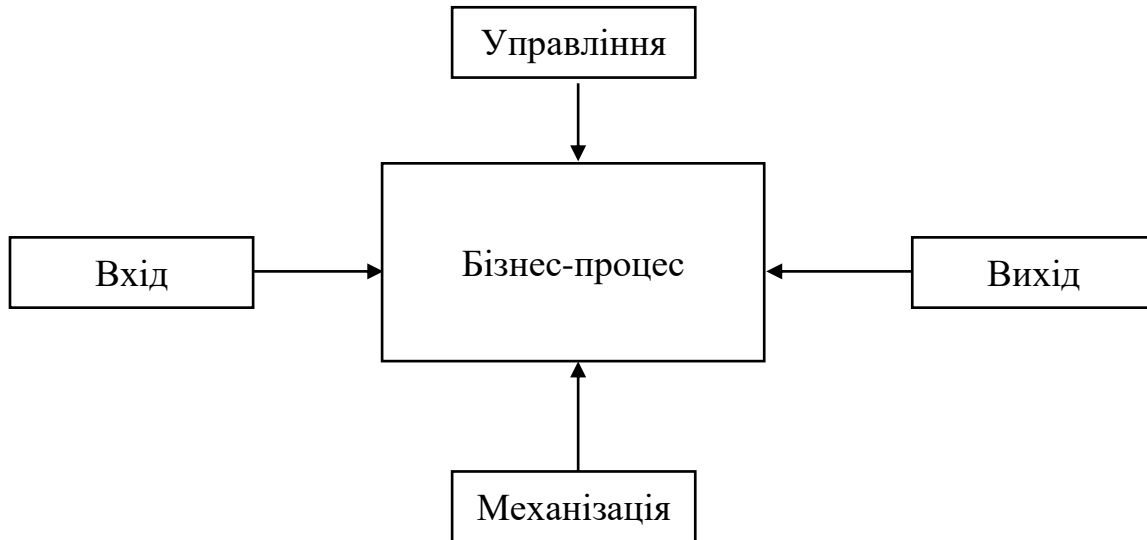 Управління
Вхід
Бізнес-процес
Вихід
Механізація